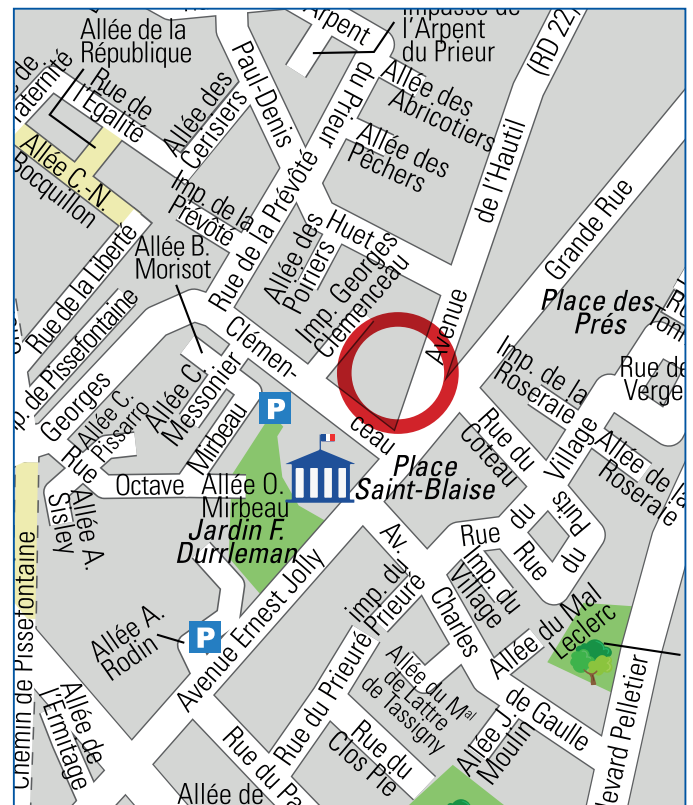 Arpent
Impasse de
l'Arpent
du Prieur
(RD 22)
Allée de la
République
Rue de
l'Égalité
Paul-Denis
Allée des
Cerisiers
du Prieur
Allée des
Abricotiers
Allée des
Pêchers
Allée C.-N.
Bocquillon
Imp. de la
Prévôté
Rue de la Prévôté
de l'Hautil
Avenue
Grande Rue
Huet
Allée des
Poiriers
Imp. Georges
Clemenceau
Allée B.
Morisot
Rue de la Liberté
Imp. de Pissefontaine
Place des
Prés
Clémen-
ceau
Georges
Rue
Allée C.
Pissarro
Allée C.
Messonier
Imp. de la
Roseraie
Rue de
Verge
P
Mirbeau
Octave
Allée O.
Mirbeau
Jardin F.
Durrleman
Place
Saint-Blaise
Rue du
Coteau
Village
Allée de la
Roseraie
Allée A.
Sisley
Rue du
Puits
du
Rue
Av.
Charles
de Gaulle
Imp. du
Village
imp. du
Prieuré
Allée du Mal
Leclerc
Chemin de Pissefontaine
Avenue Ernest Jolly
P
Allée A.
Rodin
Rue du Prieuré
Allée du Mal
de Lattre
de Tassigny
Allée J.
Moulin
Rue du
Clos Pie
Allée de
l'Ermitage
Rue du Pa
Allée de
evard Pelletier